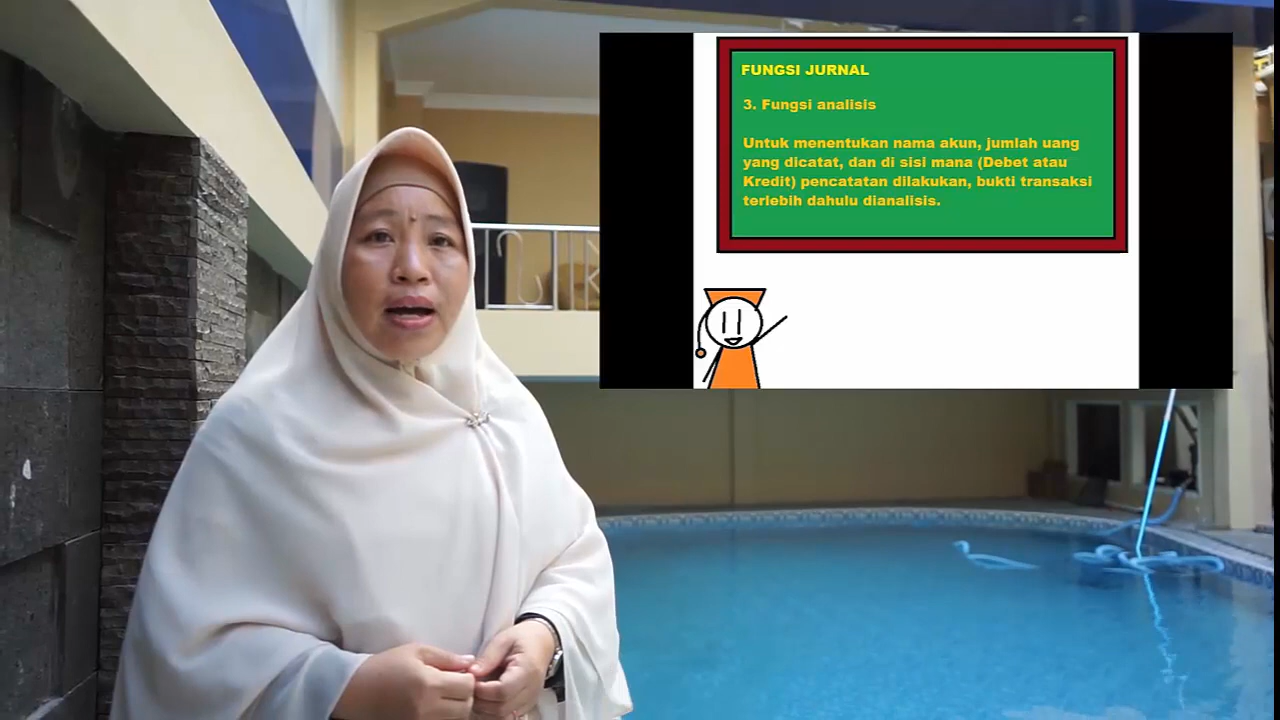 FUNGSI JURNAL
3. Fungsi analisis
Untuk menentukan nama akun, jumlah uang
yang dicatat, dan di sisi mana (Debet atau
Kredit) pencatatan dilakukan, bukti transaksi
terlebih dahulu dianalisis.